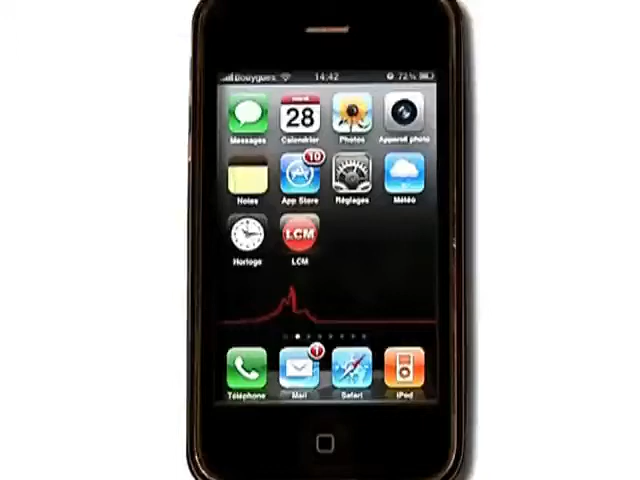 Bouygues 14:42 72%
28
Messages Calendrier Photos Appareil photo
10
Notes App Store Réglages Météo
LCM
Horloge LCM
1
Téléphone Mail Safari iPod